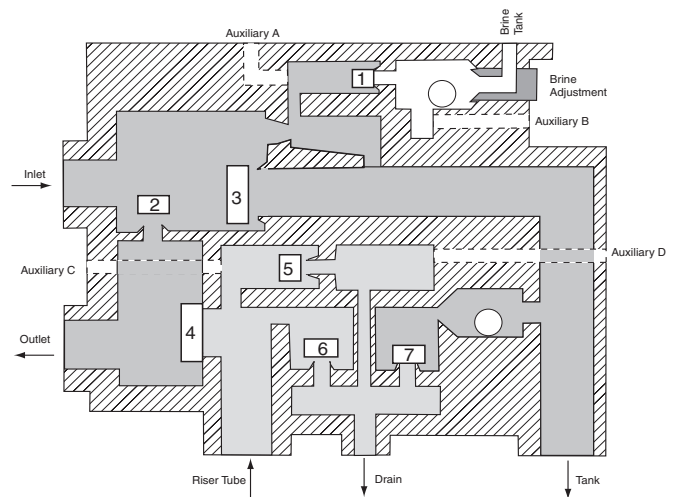 Auxiliary A
Brine
Tank
1
Brine
Adjustment
Auxiliary B
Inlet
2
3
Auxiliary C
5
Auxiliary D
Outlet
4
6
7
Riser Tube
Drain
Tank